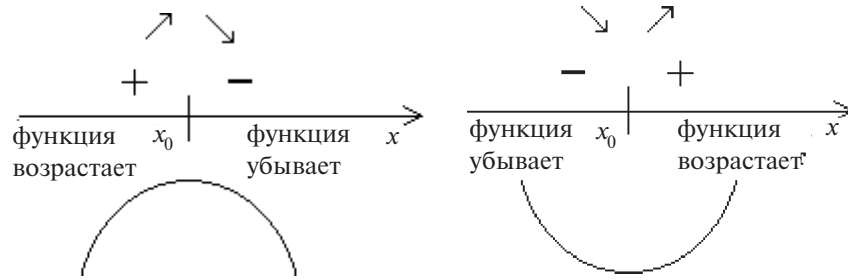 + −
функция x₀ функция x
возрастает убывает
− +
функция x₀ функция x
убывает возрастает